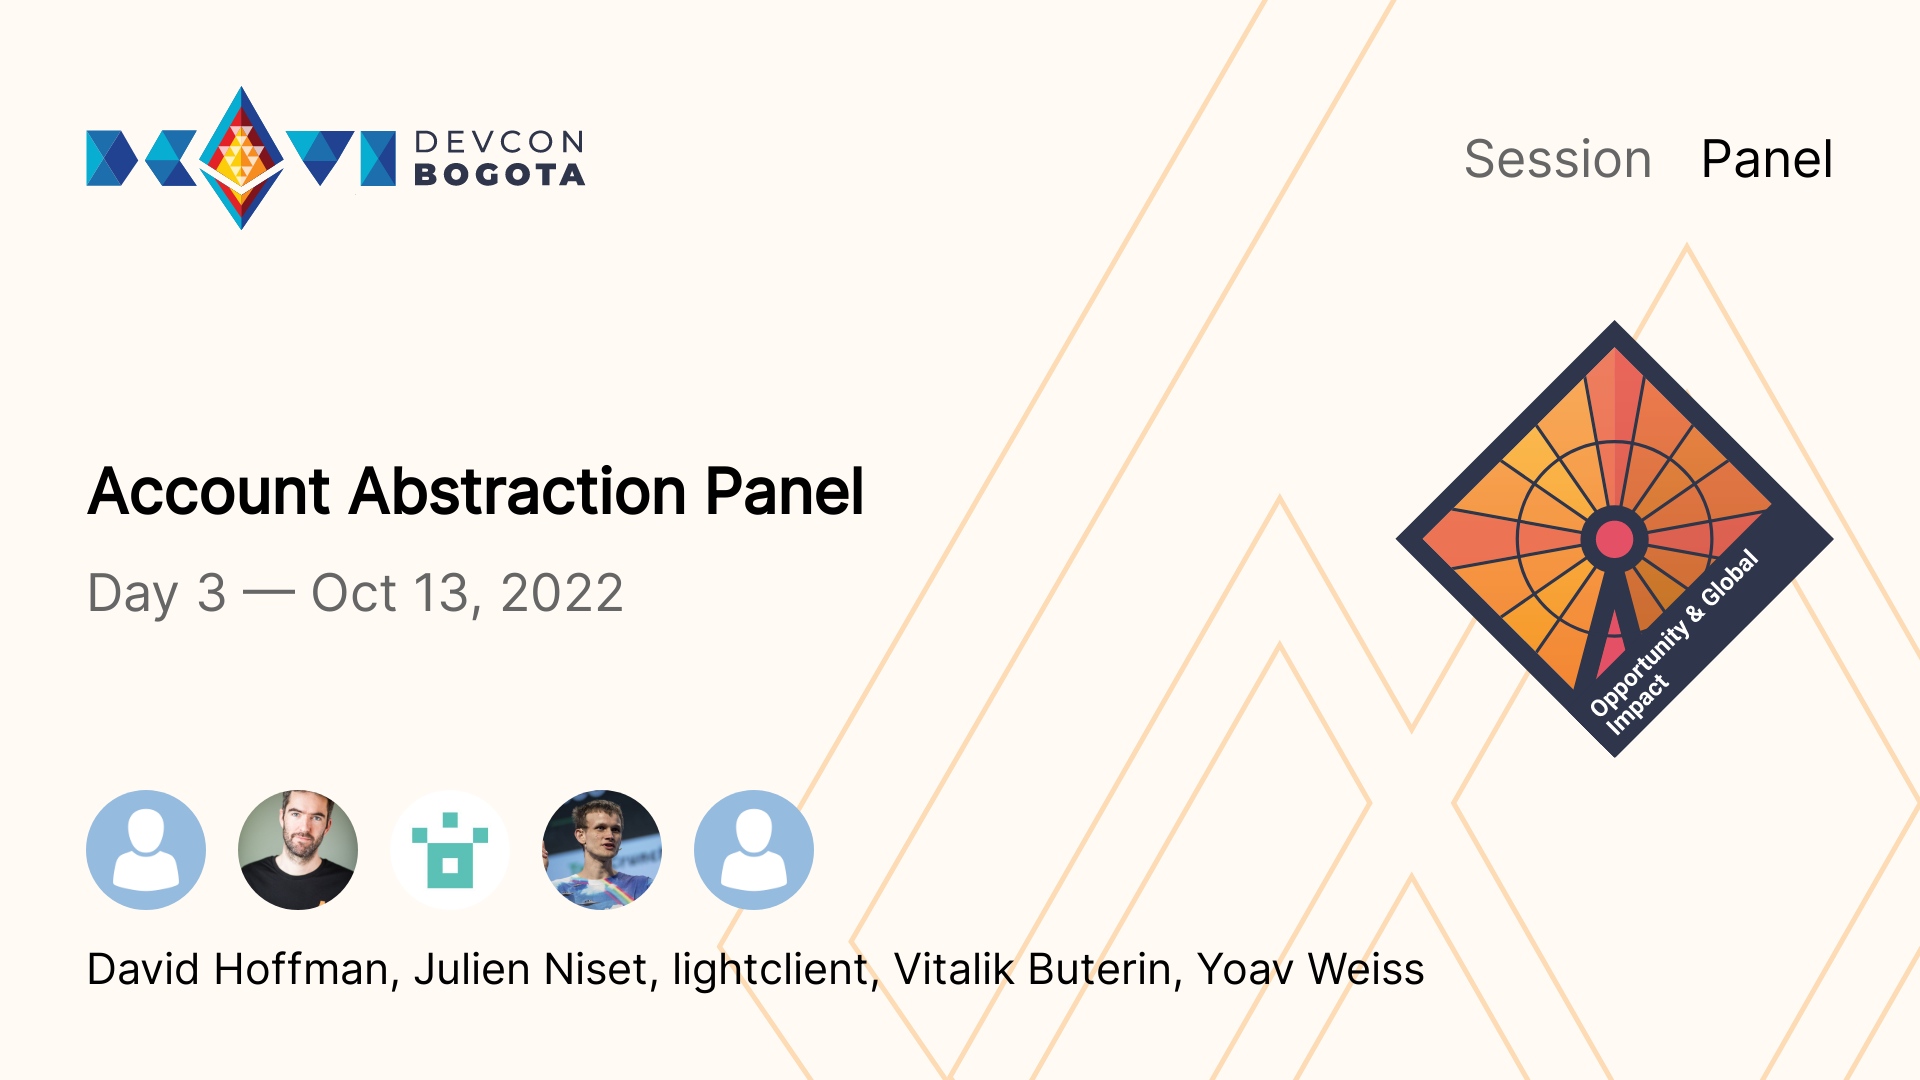 DEVCON
BOGOTA
Session Panel
Account Abstraction Panel
Day 3 — Oct 13, 2022
Opportunity & Global
Impact
David Hoffman, Julien Niset, lightclient, Vitalik Buterin, Yoav Weiss